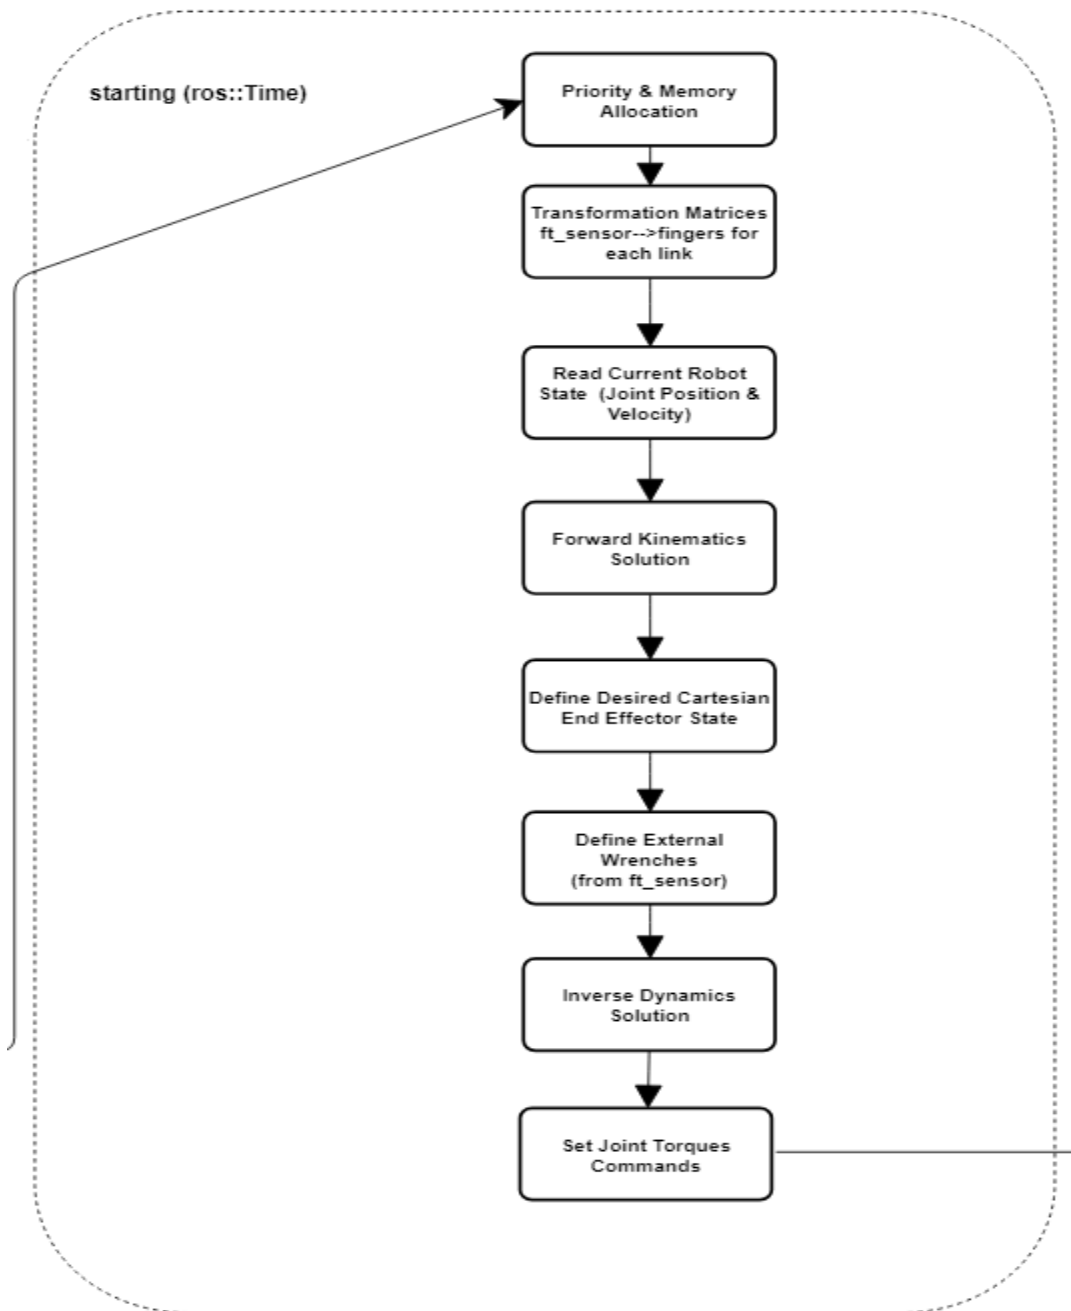 starting (ros::Time)
Priority & Memory
Allocation
Transformation Matrices
ft_sensor-->fingers for
each link
Read Current Robot
State (Joint Position &
Velocity)
Forward Kinematics
Solution
Define Desired Cartesian
End Effector State
Define External
Wrenches
(from ft_sensor)
Inverse Dynamics
Solution
Set Joint Torques
Commands